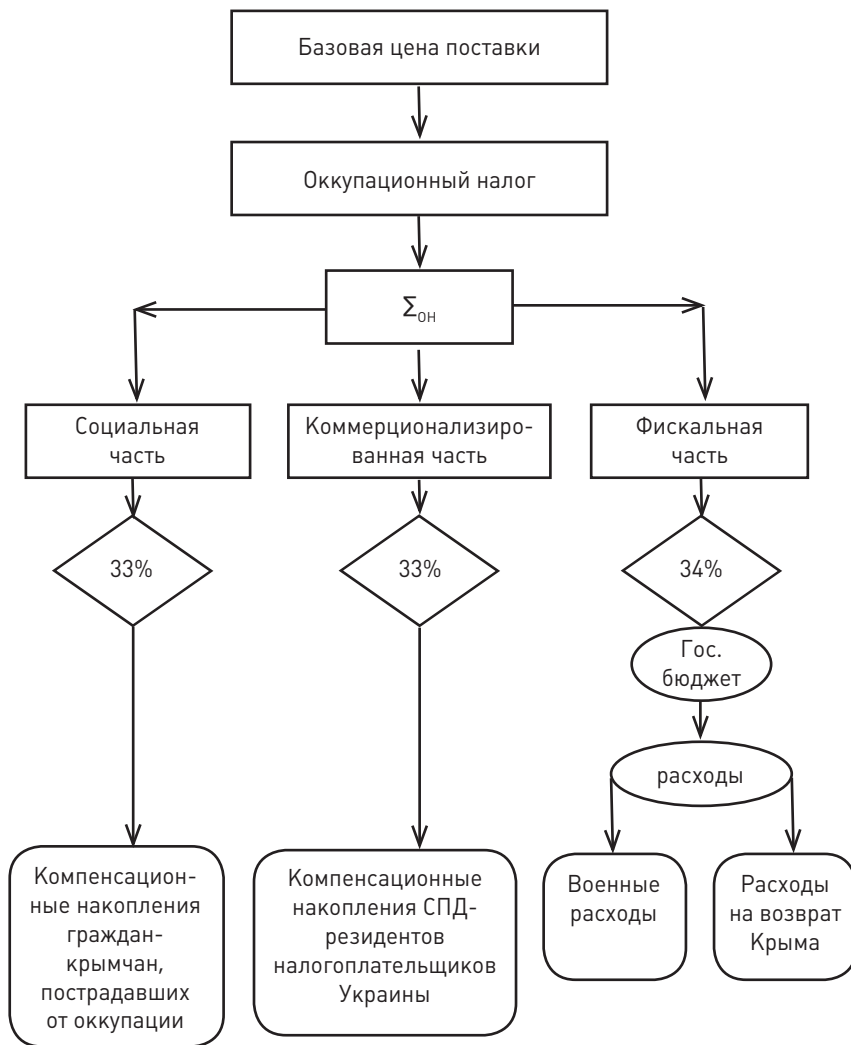 Базовая цена поставки
Оккупационный налог
Σон
Социальная
часть
Коммерционализиро-
ванная часть
Фискальная
часть
33%
33%
34%
Гос.
бюджет
расходы
Компенсацион-
ные накопления
граждан-
крымчан,
пострадавших
от оккупации
Компенсационные
накопления СПД-
резидентов
налогоплательщиков
Украины
Военные
расходы
Расходы
на возврат
Крыма